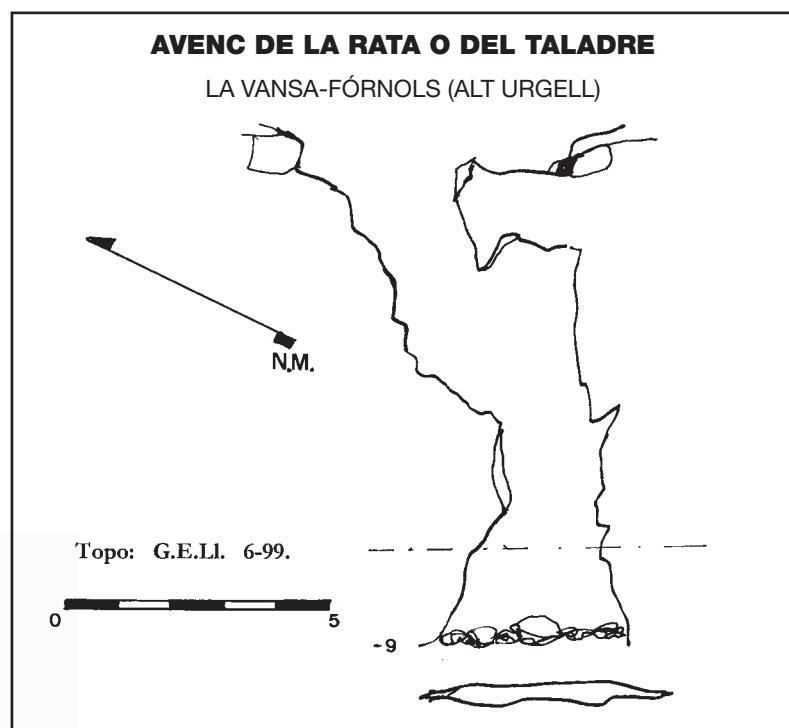 AVENC DE LA RATA O DEL TALADRE
LA VANSA-FÓRNOLS (ALT URGELL)
N.M.
Topo: G.E.Ll. 6-99.
0 5
-9